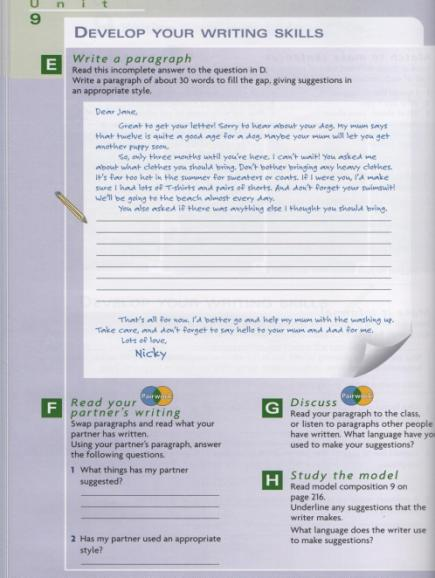 Unit
9
DEVELOP YOUR WRITING SKILLS
E Write a paragraph
Read this incomplete answer to the question in D.
Write a paragraph of about 30 words to fill the gap, giving suggestions in
an appropriate style.
Dear Jane,
Great to get your letter! Sorry to hear about your dog. My mum says
that twelve is quite a good age for a dog. Maybe your mum will let you get
another puppy soon.
So, only three months until you're here. I can't wait! You asked me
about what clothes you should bring. Don't bother bringing any heavy clothes.
It's far too hot in the summer for sweaters or coats. If I were you, I'd make
sure I had lots of T-shirts and pairs of shorts. And don't forget your swimsuit!
We'll be going to the beach almost every day.
You also asked if there was anything else I thought you should bring.
That's all for now. I'd better go and help my mum with the washing up.
Take care, and don't forget to say hello to your mum and dad for me.
Lots of love,
Nicky
F Read your
partner's writing
Pairwork
Swap paragraphs and read what your
partner has written.
Using your partner's paragraph, answer
the following questions.
1 What things has my partner
suggested?
2 Has my partner used an appropriate
style?
G Discuss
Pairwork
Read your paragraph to the class,
or listen to paragraphs other people
have written. What language have you
used to make your suggestions?
H Study the model
Read model composition 9 on
page 216.
Underline any suggestions that the
writer makes.
What language does the writer use
to make suggestions?